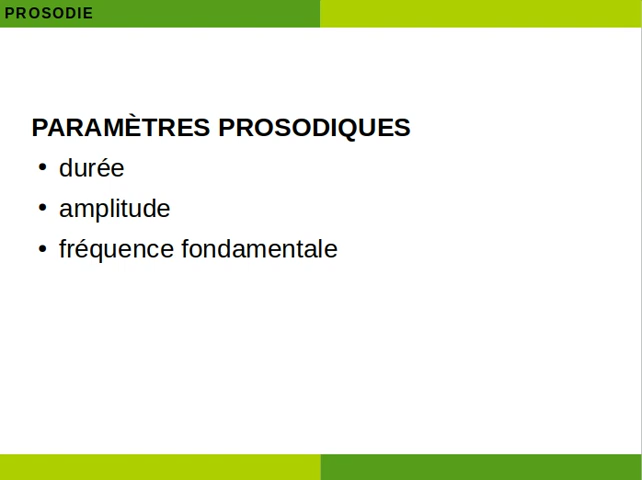 PROSODIE
PARAMÈTRES PROSODIQUES
• durée
• amplitude
• fréquence fondamentale